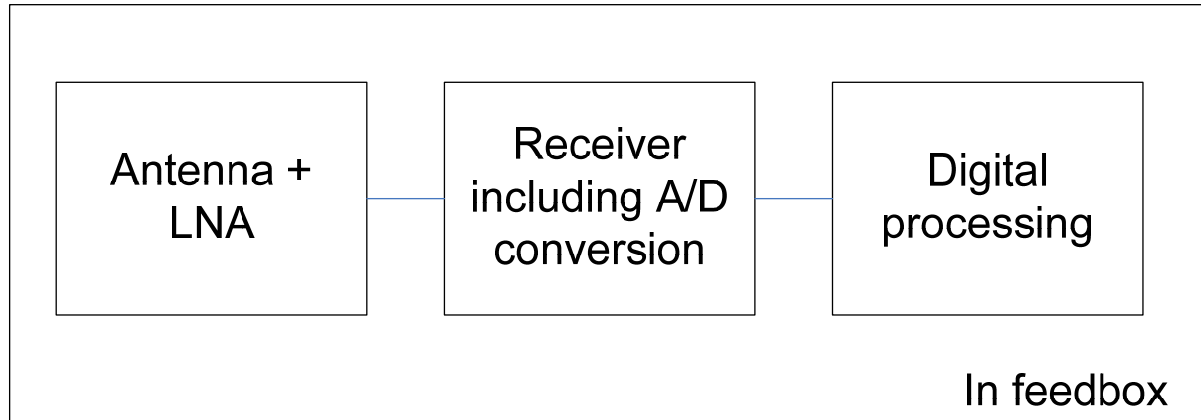 Antenna +
LNA
Receiver
including A/D
conversion
Digital
processing
In feedbox